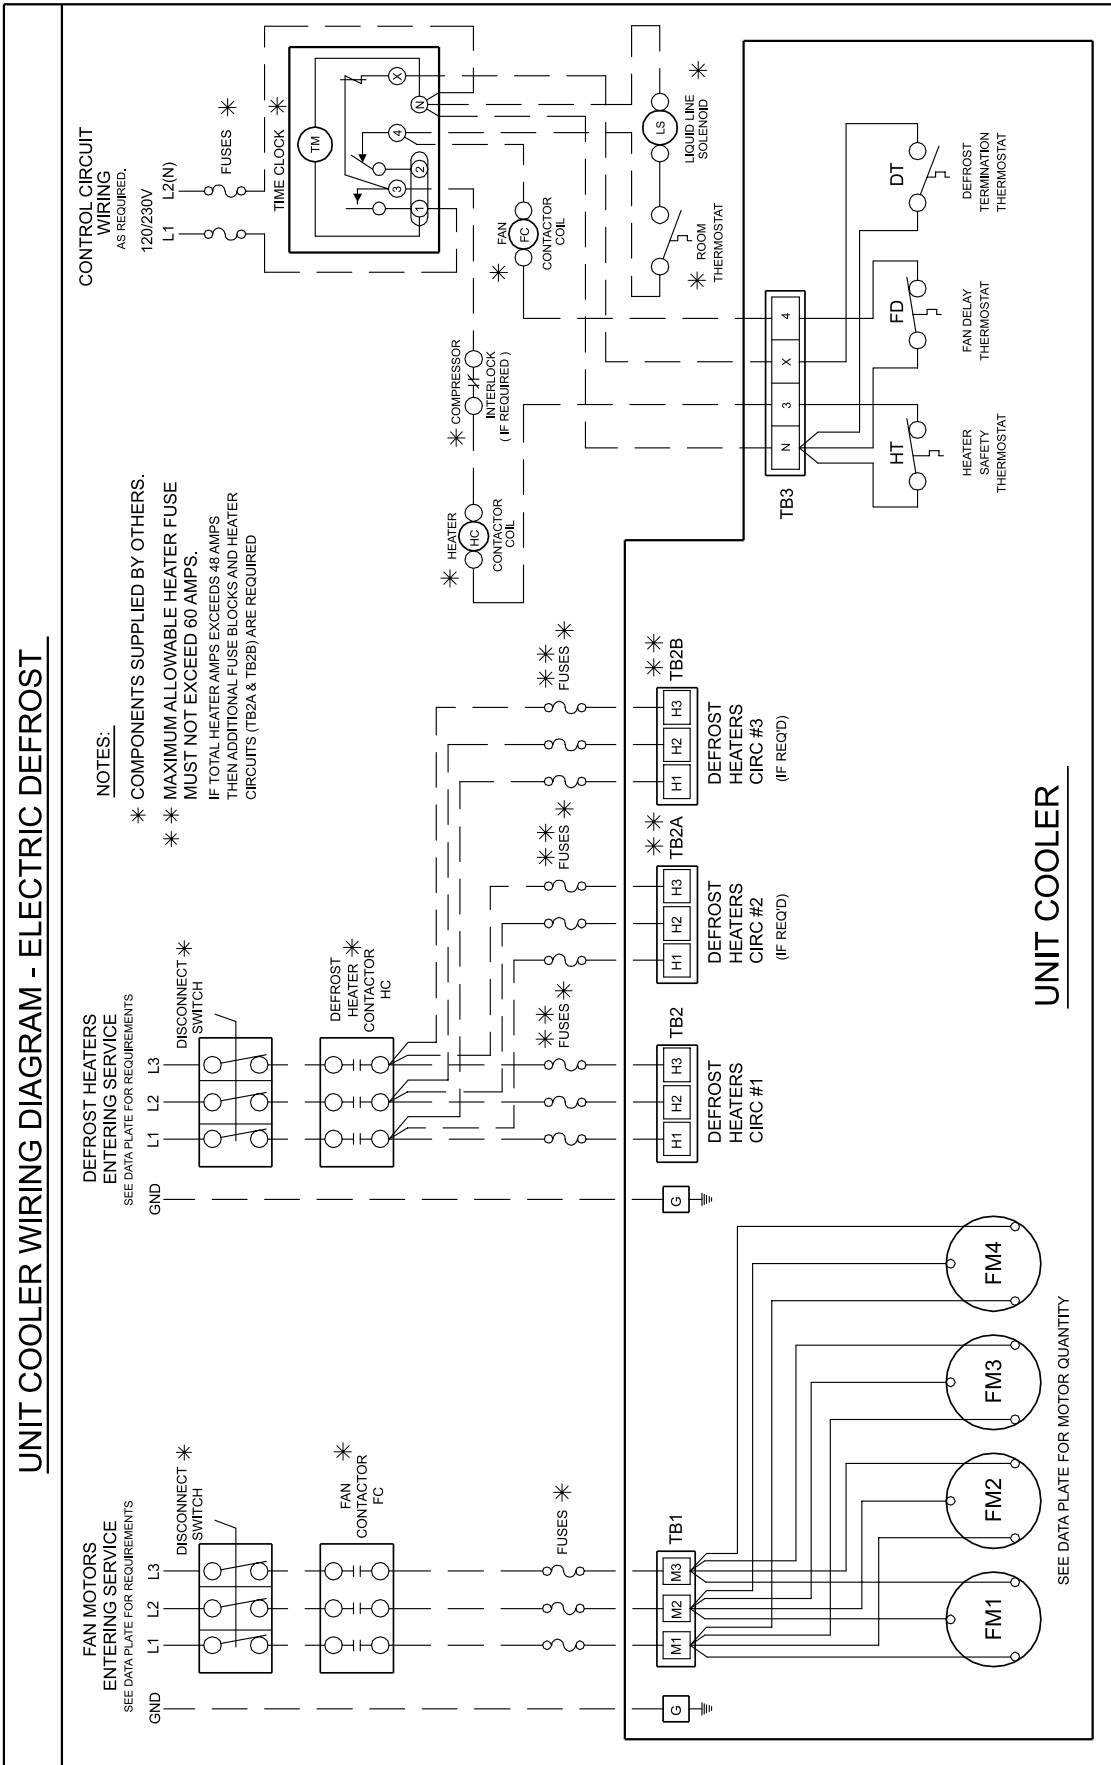 UNIT COOLER WIRING DIAGRAM - ELECTRIC DEFROST
FAN MOTORS
ENTERING SERVICE
SEE DATA PLATE FOR REQUIREMENTS
GND
L1
L2
L3
DISCONNECT *
SWITCH
*
FAN
CONTACTOR
FC
FUSES *
G
TB1
M1
M2
M3
FM1
FM2
FM3
FM4
SEE DATA PLATE FOR MOTOR QUANTITY
DEFROST HEATERS
ENTERING SERVICE
SEE DATA PLATE FOR REQUIREMENTS
GND
L1
L2
L3
DISCONNECT *
SWITCH
DEFROST
HEATER *
CONTACTOR
HC
* *
FUSES *
* *
FUSES *
* *
FUSES *
G
H1
H2
H3
TB2
DEFROST
HEATERS
CIRC #1
H1
H2
H3
* *
TB2A
DEFROST
HEATERS
CIRC #2
(IF REQ'D)
H1
H2
H3
* *
TB2B
DEFROST
HEATERS
CIRC #3
(IF REQ'D)
NOTES:
* COMPONENTS SUPPLIED BY OTHERS.
* * MAXIMUM ALLOWABLE HEATER FUSE
MUST NOT EXCEED 60 AMPS.
IF TOTAL HEATER AMPS EXCEEDS 48 AMPS
THEN ADDITIONAL FUSE BLOCKS AND HEATER
CIRCUITS (TB2A & TB2B) ARE REQUIRED
CONTROL CIRCUIT
WIRING
AS REQUIRED.
120/230V
L1
L2(N)
FUSES *
TIME CLOCK *
TM
1
2
3
4
N
X
* HEATER
HC
CONTACTOR
COIL
* COMPRESSOR
INTERLOCK
( IF REQUIRED )
* FAN
FC
CONTACTOR
COIL
LS
LIQUID LINE *
SOLENOID
* ROOM
THERMOSTAT
TB3
N
3
X
4
HT
HEATER
SAFETY
THERMOSTAT
FD
FAN DELAY
THERMOSTAT
DT
DEFROST
TERMINATION
THERMOSTAT
UNIT COOLER